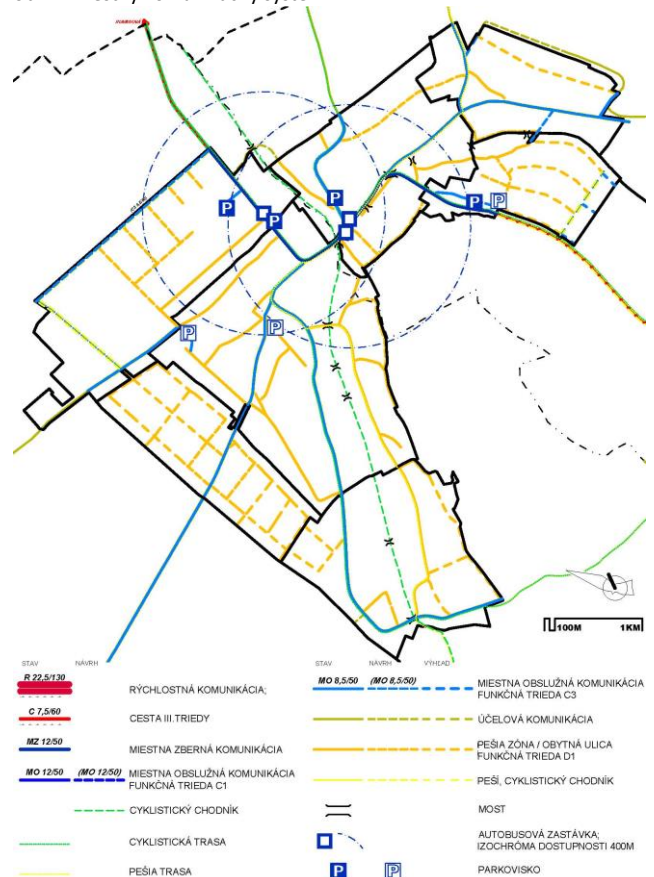 P
P
P
P
P
P
P
100M 1KM
STAV NÁVRH
STAV NÁVRH VÝHĽAD
R 22,5/130
RÝCHLOSTNÁ KOMUNIKÁCIA;
C 7,5/60
CESTA III.TRIEDY
MZ 12/50
MIESTNA ZBERNÁ KOMUNIKÁCIA
MO 12/50 (MO 12/50)
MIESTNA OBSLUŽNÁ KOMUNIKÁCIA
FUNKČNÁ TRIEDA C1
CYKLISTICKÝ CHODNÍK
CYKLISTICKÁ TRASA
PEŠIA TRASA
MO 8,5/50 (MO 8,5/50)
MIESTNA OBSLUŽNÁ KOMUNIKÁCIA
FUNKČNÁ TRIEDA C3
ÚČELOVÁ KOMUNIKÁCIA
PEŠIA ZÓNA / OBYTNÁ ULICA
FUNKČNÁ TRIEDA D1
PEŠÍ, CYKLISTICKÝ CHODNÍK
MOST
AUTOBUSOVÁ ZASTÁVKA;
IZOCHRÓMA DOSTUPNOSTI 400M
P P PARKOVISKO